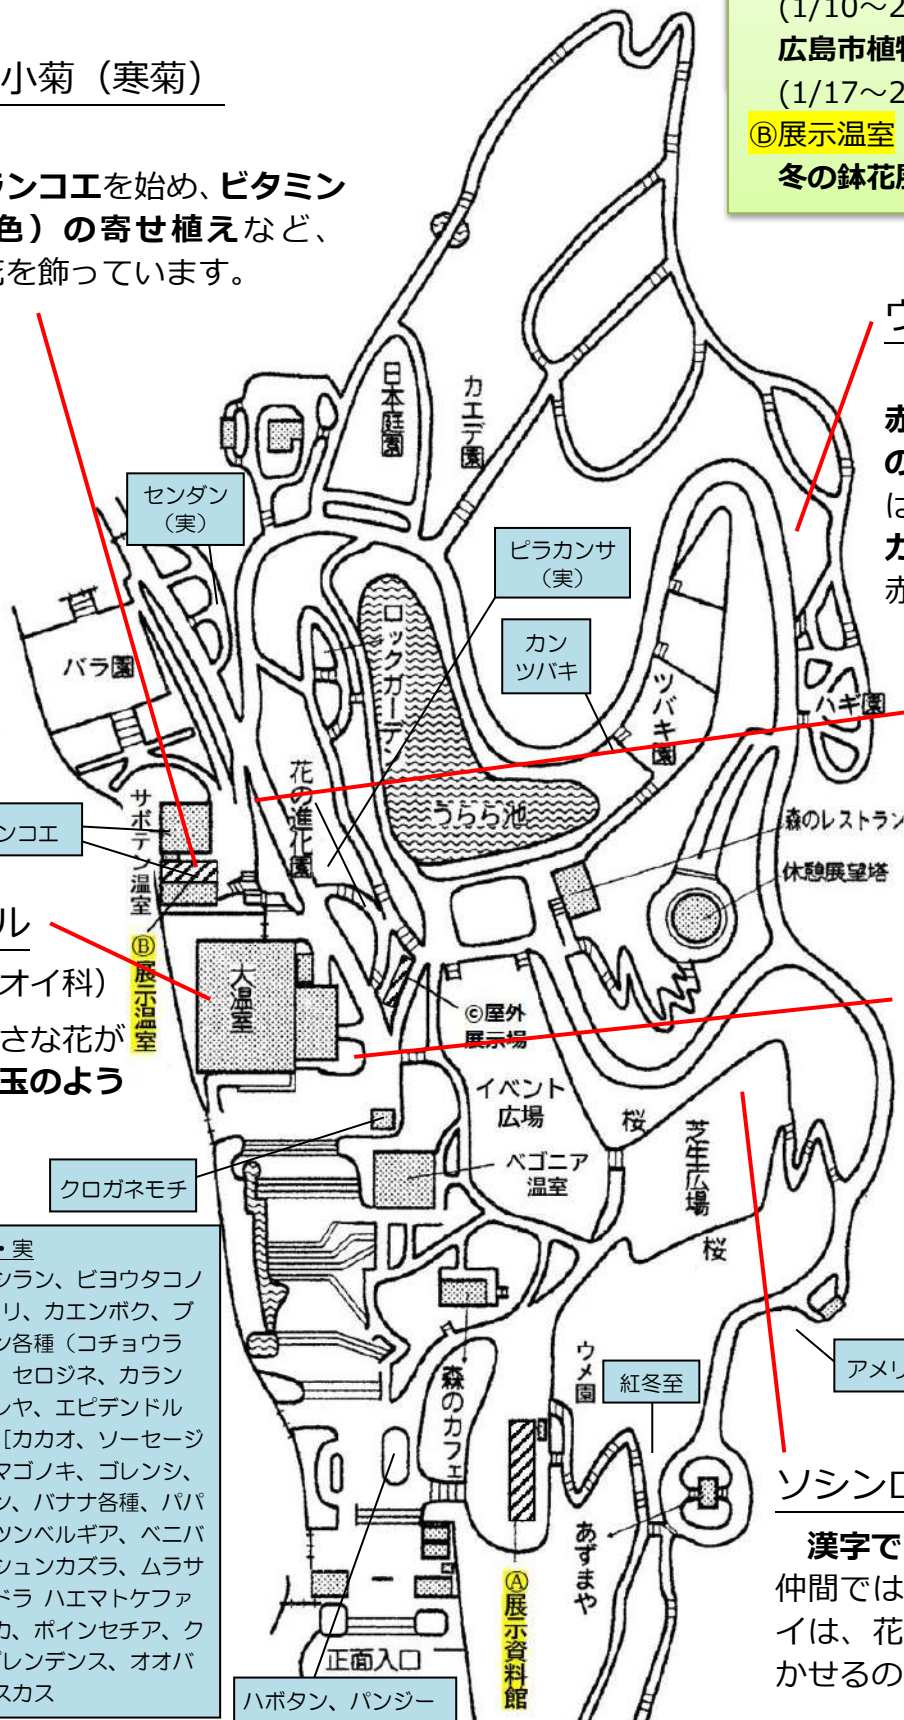 (1/10～2
広島市植物
(1/17～2
Ⓑ展示温室
冬の鉢花展
小菊（寒菊）
ランコエを始め、ビタミン
色）の寄せ植えなど、
花を飾っています。
日本庭園
カエデ園
センダン
（実）
ピラカンサ
（実）
カン
ツバキ
赤
の
は
カ
赤
バラ園
ロックガーデン
ツバキ園
ハギ園
花の進化園
うらら池
サボテン温室
ンコエ
森のレストラン
休憩展望塔
ル
オイ科）
さな花が
玉のよう
Ⓑ展示温室
大温室
Ⓒ屋外
展示場
イベント
広場
桜
芝生広場
桜
ベゴニア
温室
クロガネモチ
・実
シラン、ビヨウタコノ
リ、カエンボク、ブ
ン各種（コチョウラ
セロジネ、カラン
レヤ、エピデンドル
［カカオ、ソーセージ
マゴノキ、ゴレンシ、
ン、バナナ各種、パパ
ツンベルギア、ベニバ
シュンカズラ、ムラサ
ドラ ハエマトケファ
カ、ポインセチア、ク
プレンデンス、オオバ
スカス
森のカフェ
ウメ園
紅冬至
アメリ
あずまや
Ⓐ展示資料館
正面入口
ハボタン、パンジー
ソシンロ
漢字で
仲間では
イは、花
かせるの